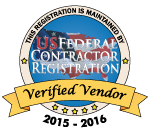 THIS REGISTRATION IS MAINTAINED BY
US FEDERAL
CONTRACTOR
REGISTRATION
Verified Vendor
2015 - 2016